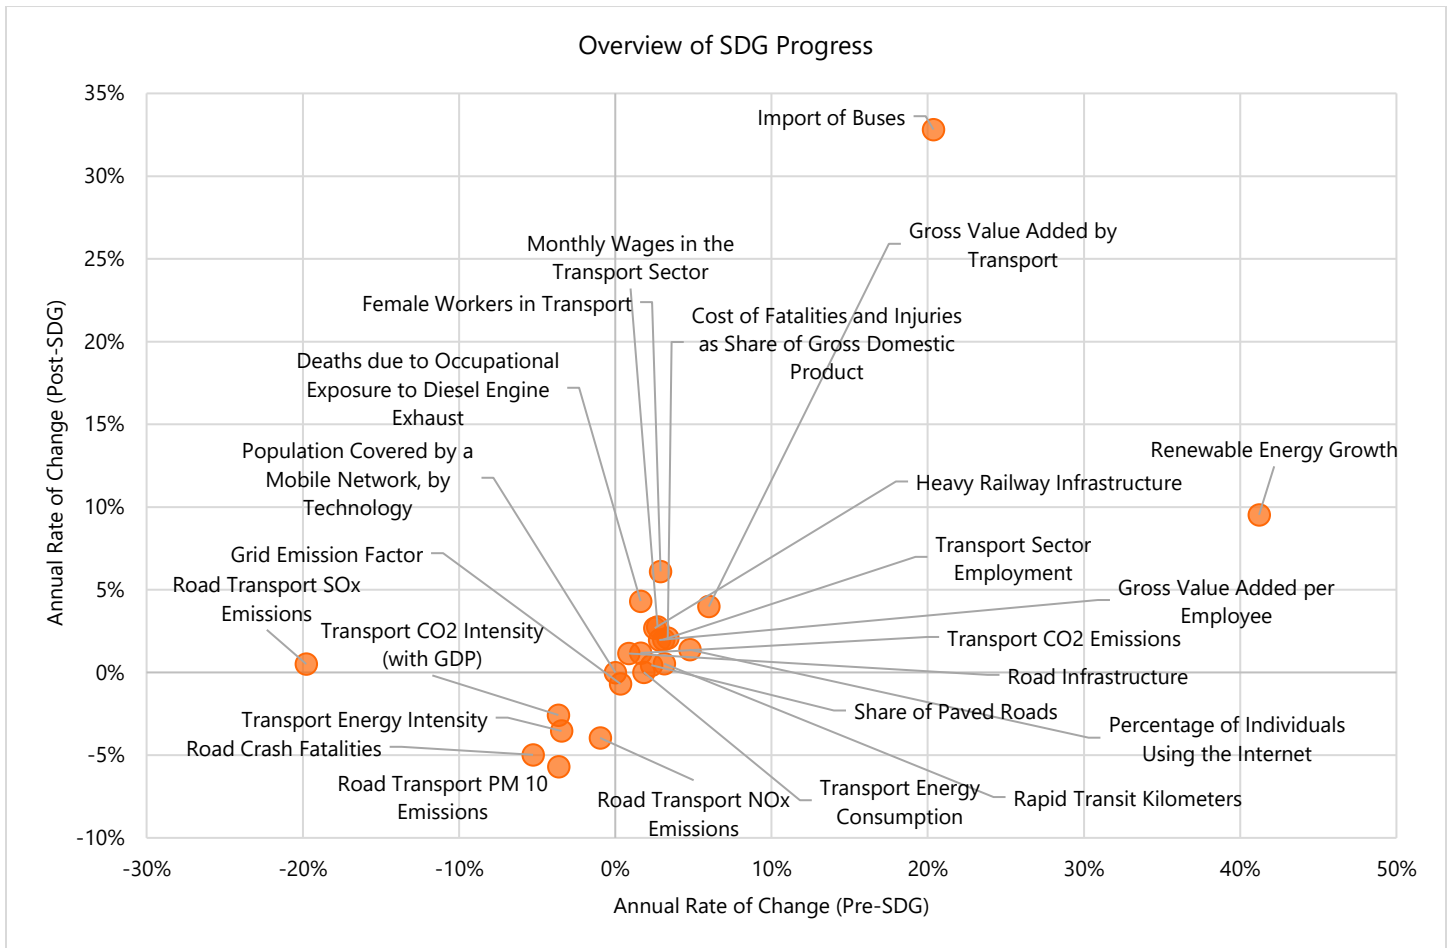 Overview of SDG Progress
35%
30%
25%
20%
15%
10%
5%
0%
-5%
-10%
Annual Rate of Change (Post-SDG)
Import of Buses
Gross Value Added by
Transport
Monthly Wages in the
Transport Sector
Female Workers in Transport
Cost of Fatalities and Injuries
as Share of Gross Domestic
Product
Deaths due to Occupational
Exposure to Diesel Engine
Exhaust
Population Covered by a
Mobile Network, by
Technology
Renewable Energy Growth
Heavy Railway Infrastructure
Grid Emission Factor
Transport Sector
Employment
Road Transport SOx
Emissions
Gross Value Added per
Employee
Transport CO2 Intensity
(with GDP)
Transport CO2 Emissions
Road Infrastructure
Transport Energy Intensity
Share of Paved Roads
Percentage of Individuals
Using the Internet
Road Crash Fatalities
Road Transport PM 10
Emissions
Road Transport NOx
Emissions
Transport Energy
Consumption
Rapid Transit Kilometers
-30%
-20%
-10%
0%
10%
20%
30%
40%
50%
Annual Rate of Change (Pre-SDG)